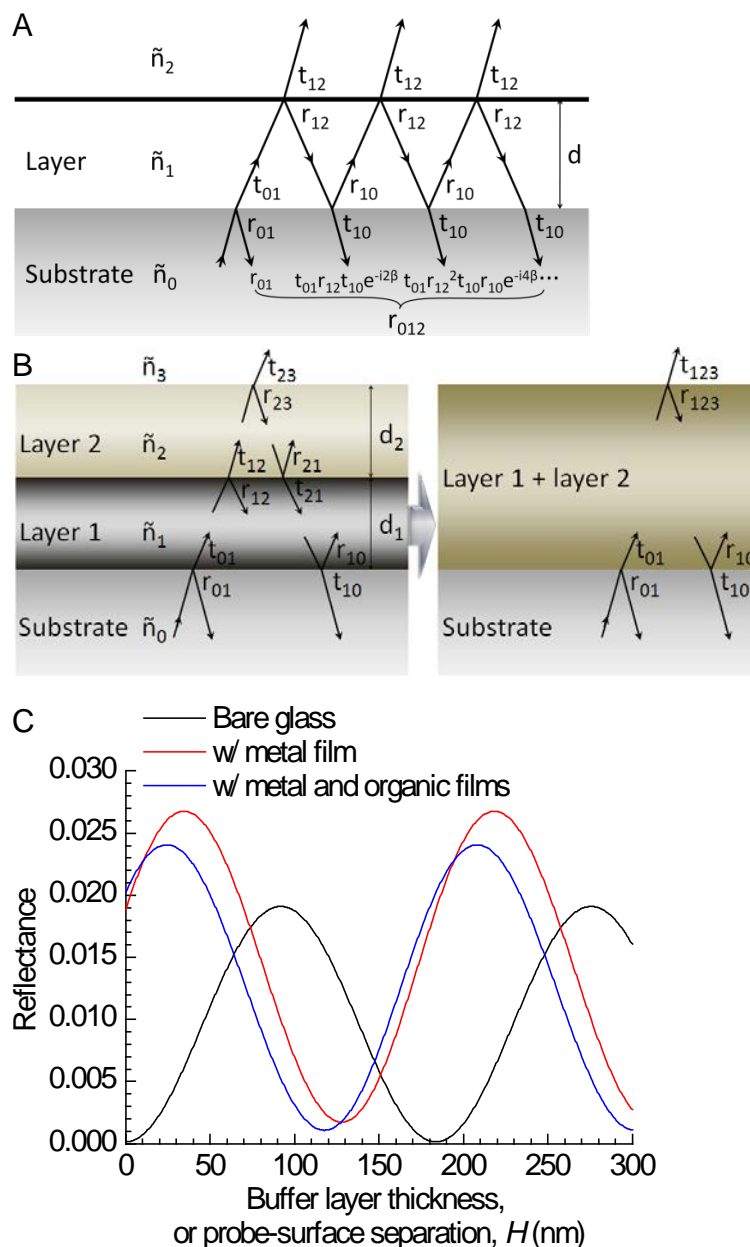 A
ñ₂
t₁₂ t₁₂ t₁₂
r₁₂ r₁₂ r₁₂
Layer ñ₁ d
t₀₁ r₁₀ r₁₀
r₀₁ t₁₀ t₁₀ t₁₀
Substrate ñ₀ r₀₁ t₀₁r₁₂t₁₀e⁻ⁱ²ᵝ t₀₁r₁₂²t₁₀r₁₀e⁻ⁱ⁴ᵝ⋯
r₀₁₂
B
ñ₃ t₂₃ t₁₂₃
r₂₃ r₁₂₃
Layer 2 ñ₂ d₂
t₁₂ r₂₁
Layer 1 + layer 2
r₁₂ t₂₁
Layer 1 ñ₁ d₁
t₀₁ r₁₀ t₀₁ r₁₀
r₀₁ t₁₀ r₀₁ t₁₀
Substrate ñ₀ Substrate
C
Bare glass
w/ metal film
w/ metal and organic films
0.030
0.025
0.020
0.015
0.010
0.005
0.000
Reflectance
0 50 100 150 200 250 300
Buffer layer thickness,
or probe-surface separation, H (nm)